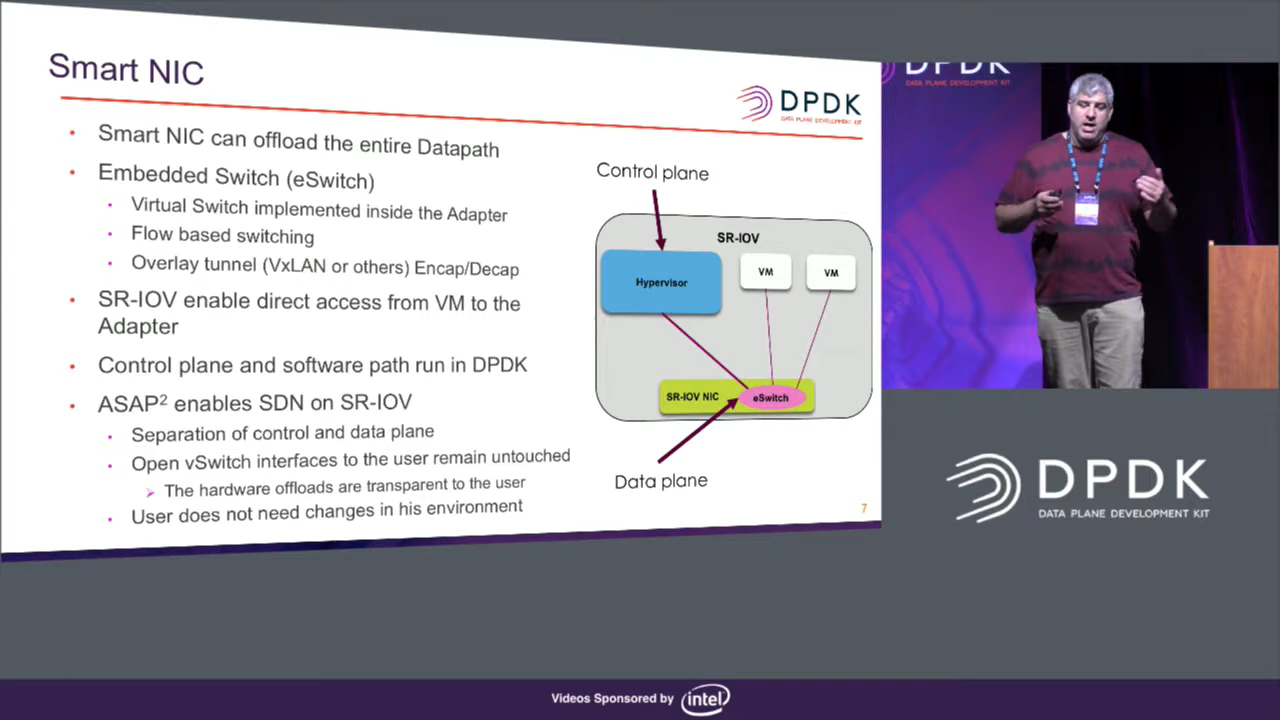 Smart NIC
DPDK
DATA PLANE DEVELOPMENT KIT
• Smart NIC can offload the entire Datapath
• Embedded Switch (eSwitch)
• Virtual Switch implemented inside the Adapter
• Flow based switching
• Overlay tunnel (VxLAN or others) Encap/Decap
• SR-IOV enable direct access from VM to the
Adapter
• Control plane and software path run in DPDK
• ASAP² enables SDN on SR-IOV
• Separation of control and data plane
• Open vSwitch interfaces to the user remain untouched
➢ The hardware offloads are transparent to the user
• User does not need changes in his environment
Control plane
SR-IOV
Hypervisor
VM
VM
SR-IOV NIC
eSwitch
Data plane
7
DPDK
DATA PLANE DEVELOPMENT KIT
DPDK
DATA PLANE DEVELOPMENT KIT
Videos Sponsored by
intel